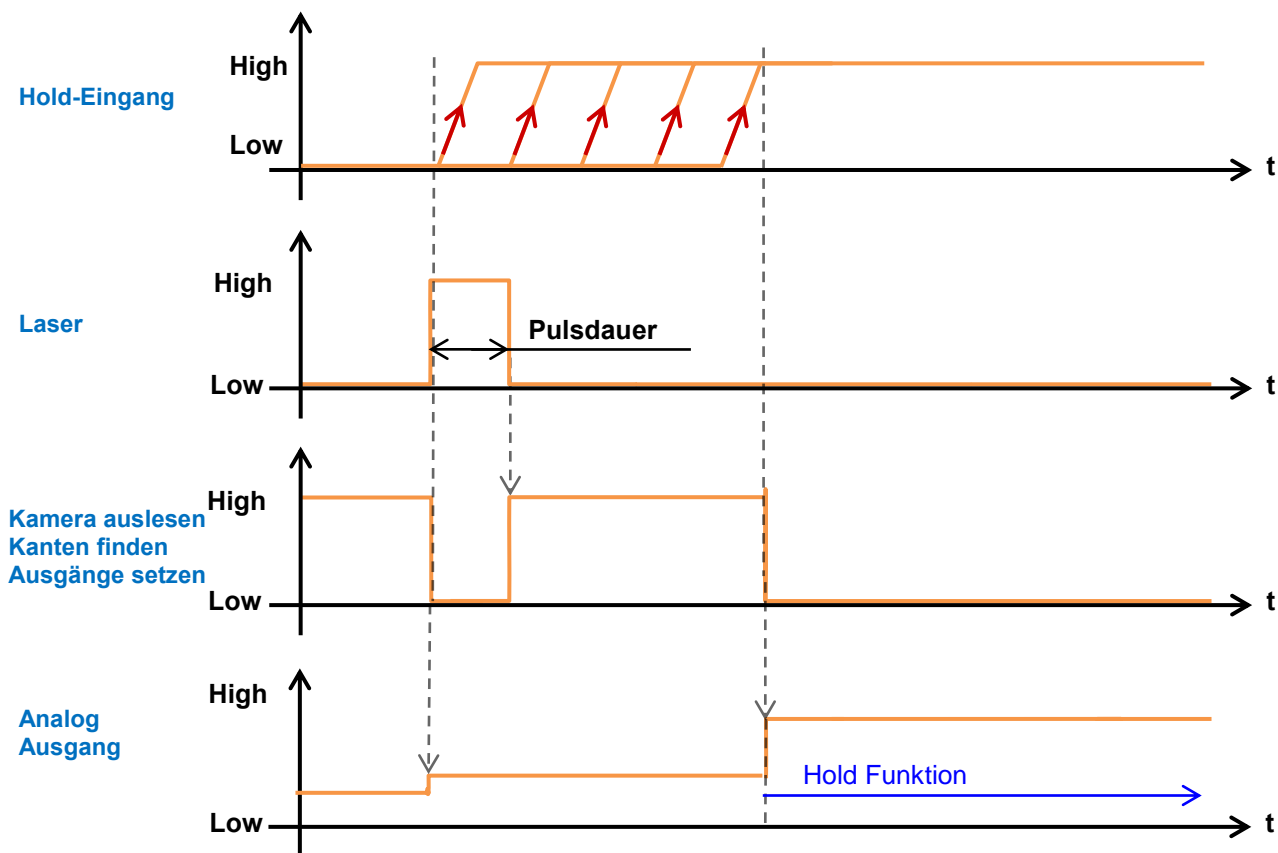 High
Hold-Eingang
Low
t
High
Laser
Pulsdauer
Low
t
High
Kamera auslesen
Kanten finden
Ausgänge setzen
Low
t
High
Analog
Ausgang
Hold Funktion
Low
t